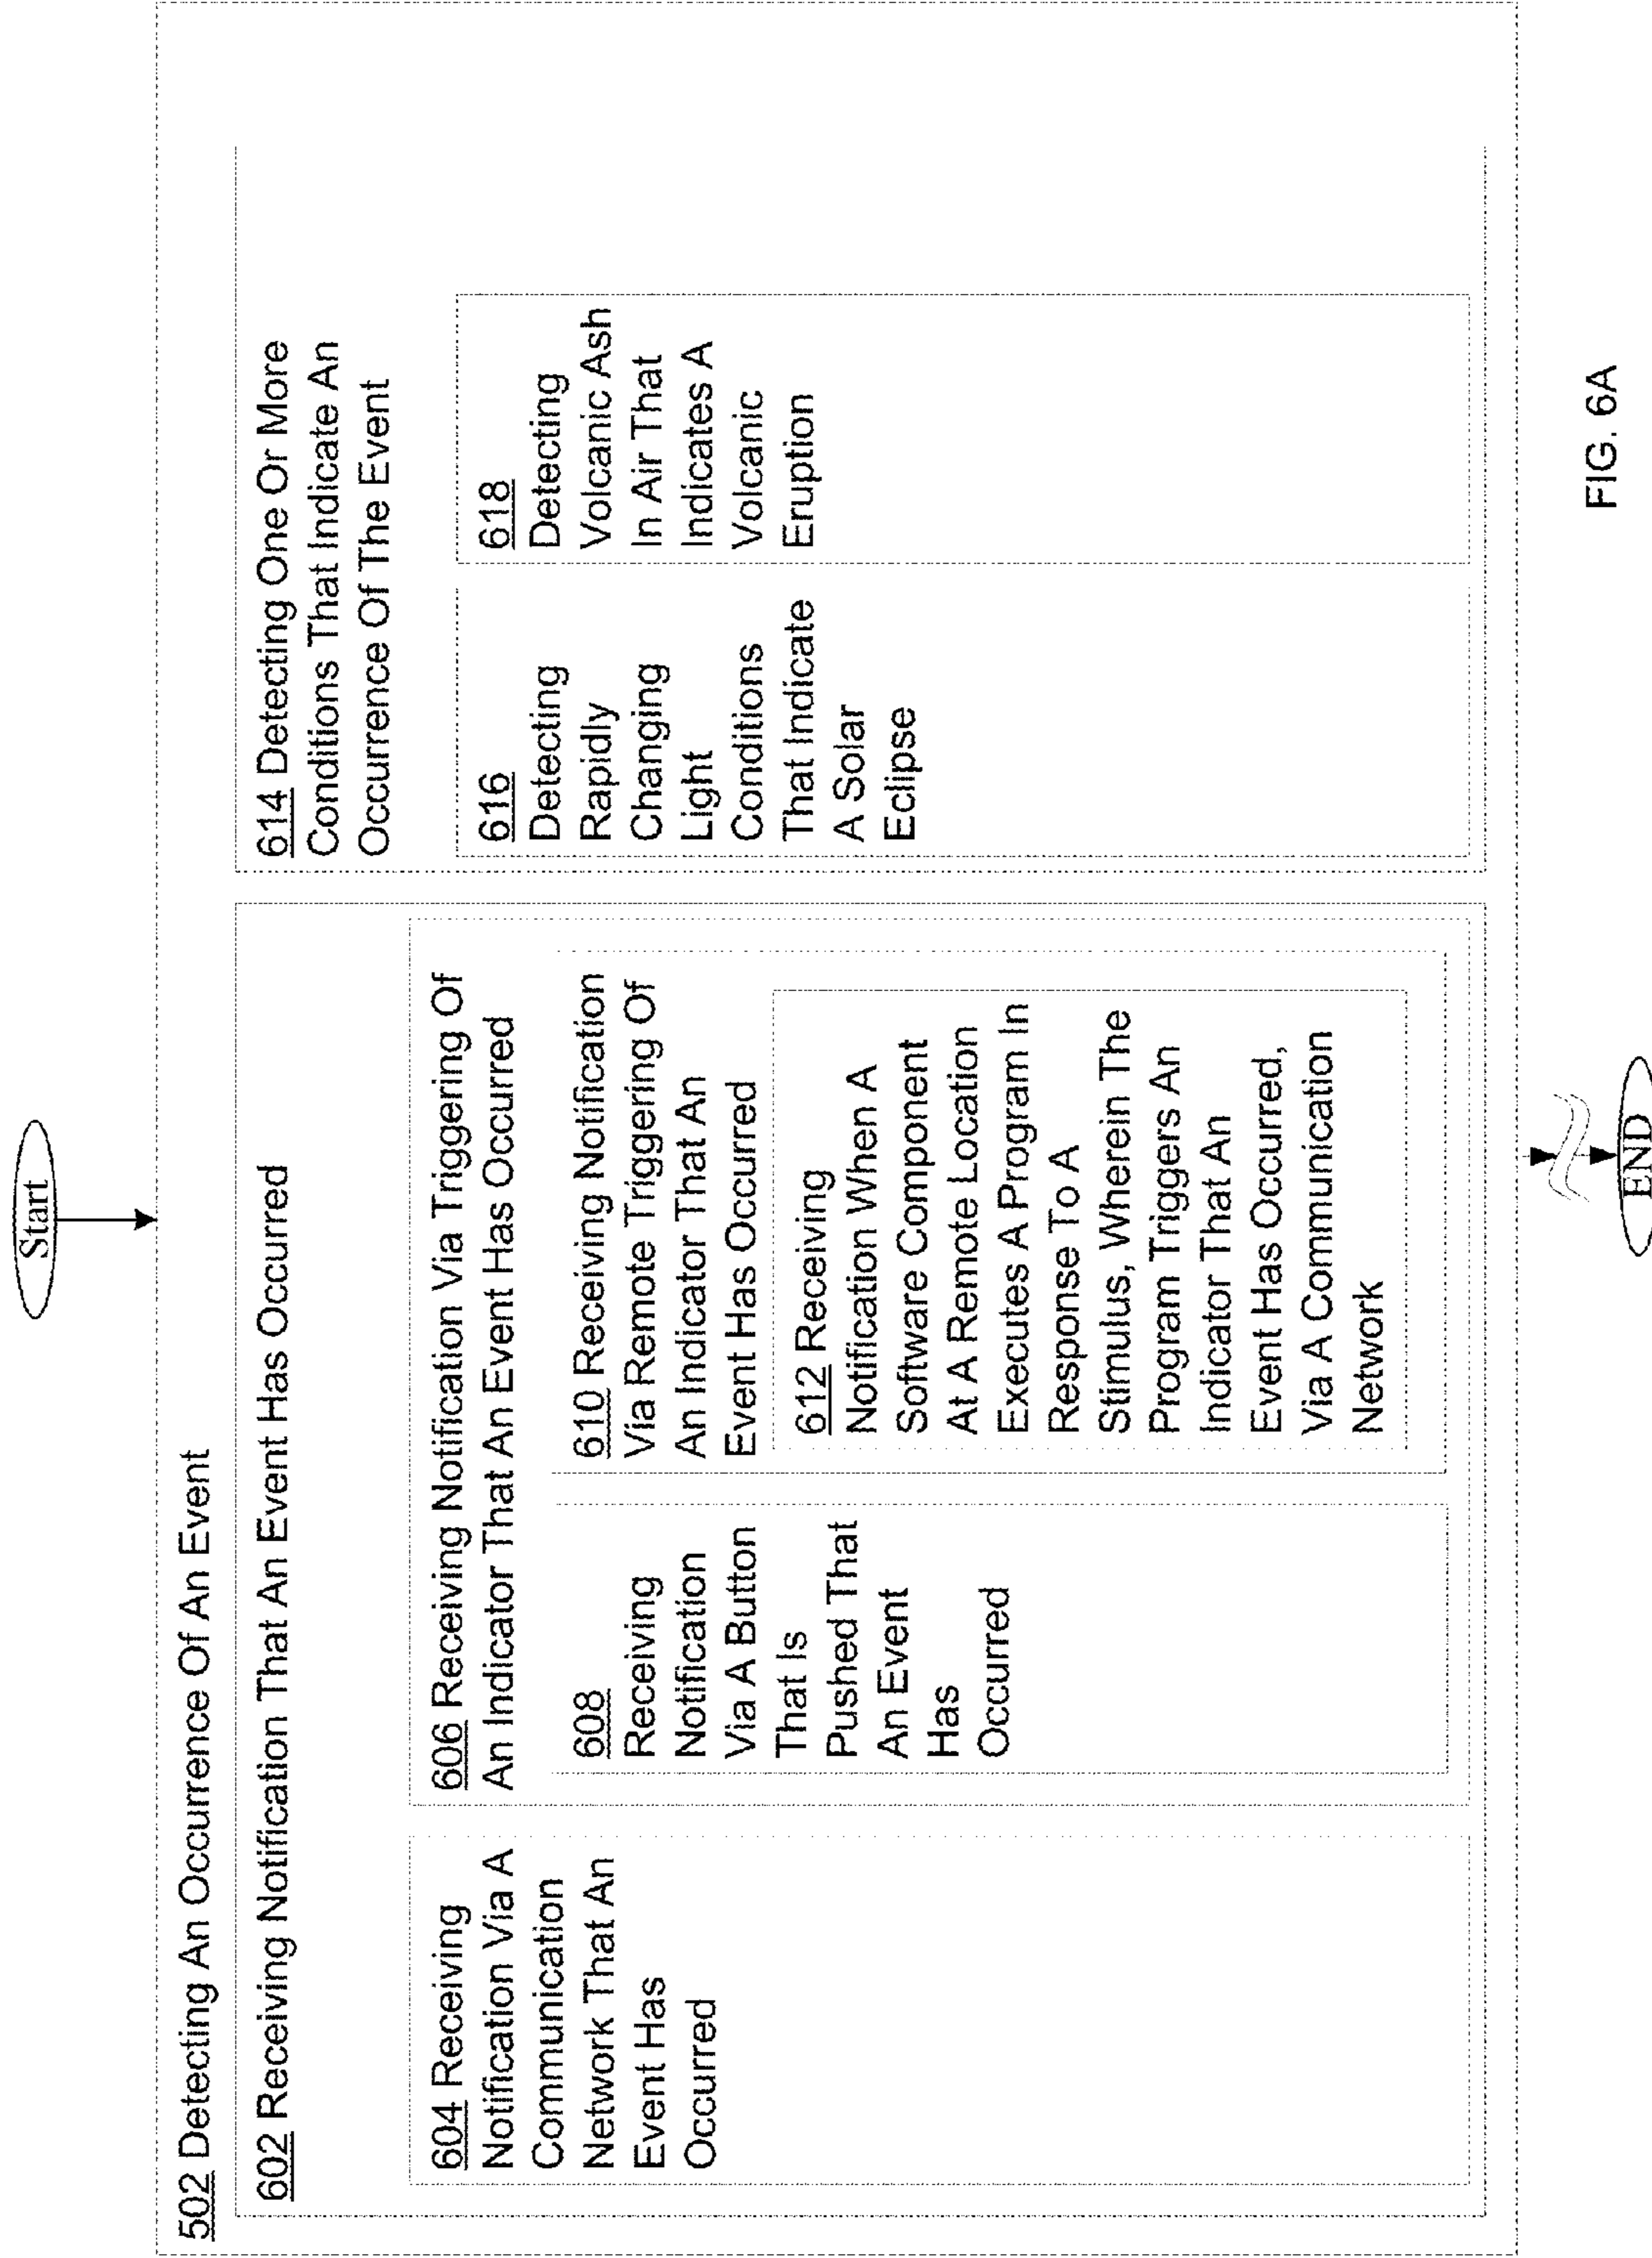 Start
502 Detecting An Occurrence Of An Event
602 Receiving Notification That An Event Has Occurred
604 Receiving
Notification Via A
Communication
Network That An
Event Has
Occurred
606 Receiving Notification Via Triggering Of
An Indicator That An Event Has Occurred
608
Receiving
Notification
Via A Button
That Is
Pushed That
An Event
Has
Occurred
610 Receiving Notification
Via Remote Triggering Of
An Indicator That An
Event Has Occurred
612 Receiving
Notification When A
Software Component
At A Remote Location
Executes A Program In
Response To A
Stimulus, Wherein The
Program Triggers An
Indicator That An
Event Has Occurred,
Via A Communication
Network
614 Detecting One Or More
Conditions That Indicate An
Occurrence Of The Event
616
Detecting
Rapidly
Changing
Light
Conditions
That Indicate
A Solar
Eclipse
618
Detecting
Volcanic Ash
In Air That
Indicates A
Volcanic
Eruption
END
FIG. 6A